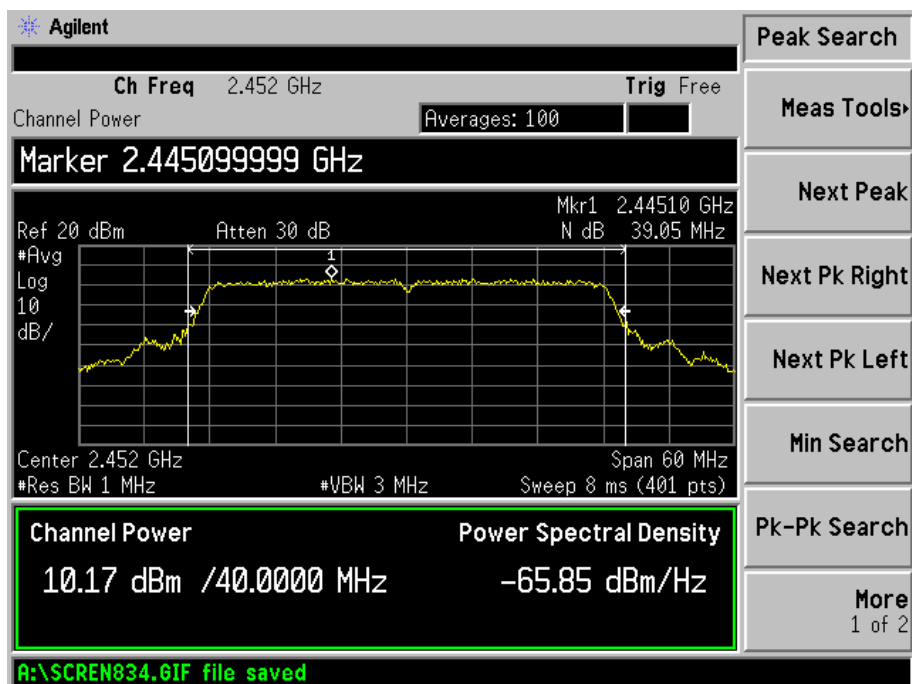 Agilent
Peak Search
Ch Freq 2.452 GHz Trig Free
Channel Power Averages: 100
Meas Tools
Marker 2.445099999 GHz
Mkr1 2.44510 GHz
Ref 20 dBm Atten 30 dB N dB 39.05 MHz
Next Peak
#Avg
Log
10
dB/
1
Next Pk Right
Next Pk Left
Center 2.452 GHz Span 60 MHz
#Res BW 1 MHz #VBW 3 MHz Sweep 8 ms (401 pts)
Min Search
Channel Power Power Spectral Density
10.17 dBm /40.0000 MHz -65.85 dBm/Hz
Pk-Pk Search
More
1 of 2
A:\SCREN834.GIF file saved